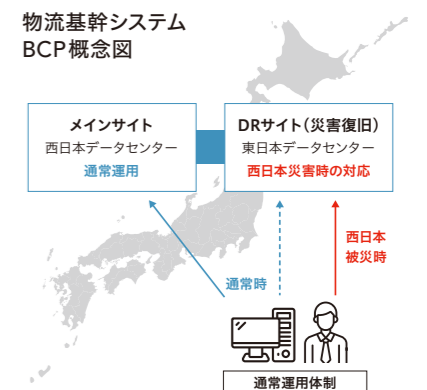 物流基幹システム
BCP概念図
メインサイト
西日本データセンター
通常運用
DRサイト（災害復旧）
東日本データセンター
西日本災害時の対応
西日本
被災時
通常時
通常運用体制